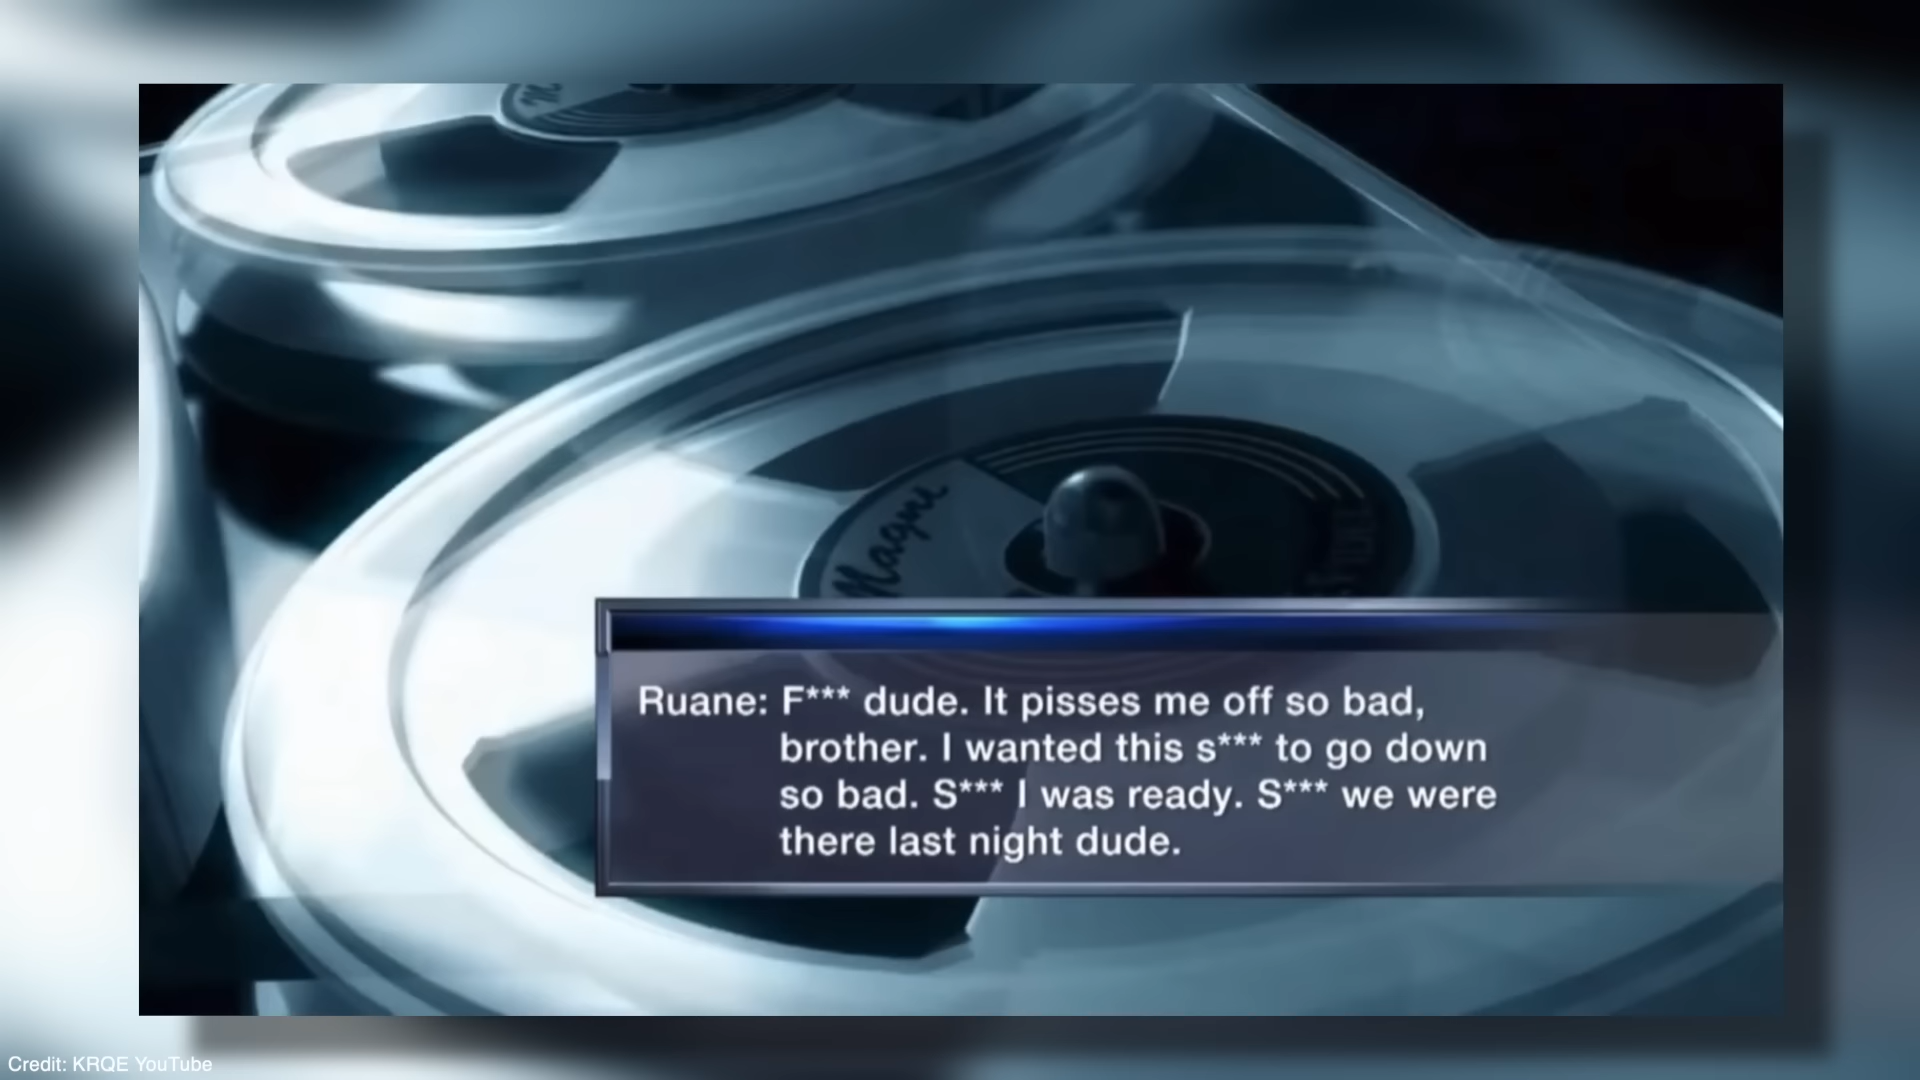 M
Magne
Ruane: F*** dude. It pisses me off so bad,
brother. I wanted this s*** to go down
so bad. S*** I was ready. S*** we were
there last night dude.
Credit: KRQE YouTube